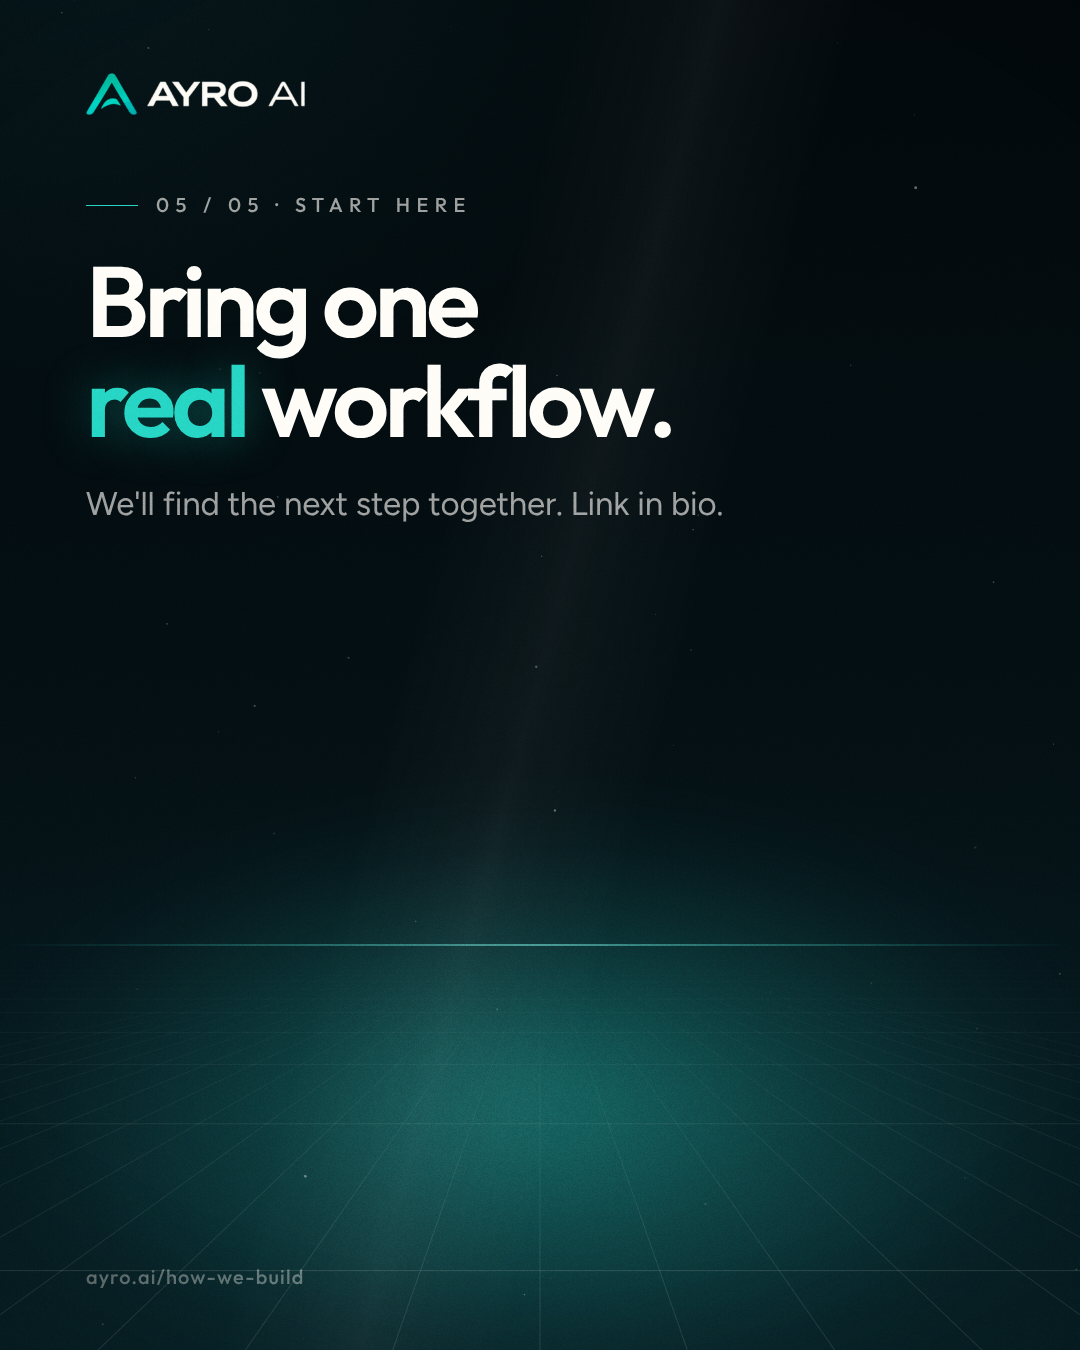 AYRO AI
05 / 05 · START HERE
Bring one
real workflow.
We'll find the next step together. Link in bio.
ayro.ai/how-we-build